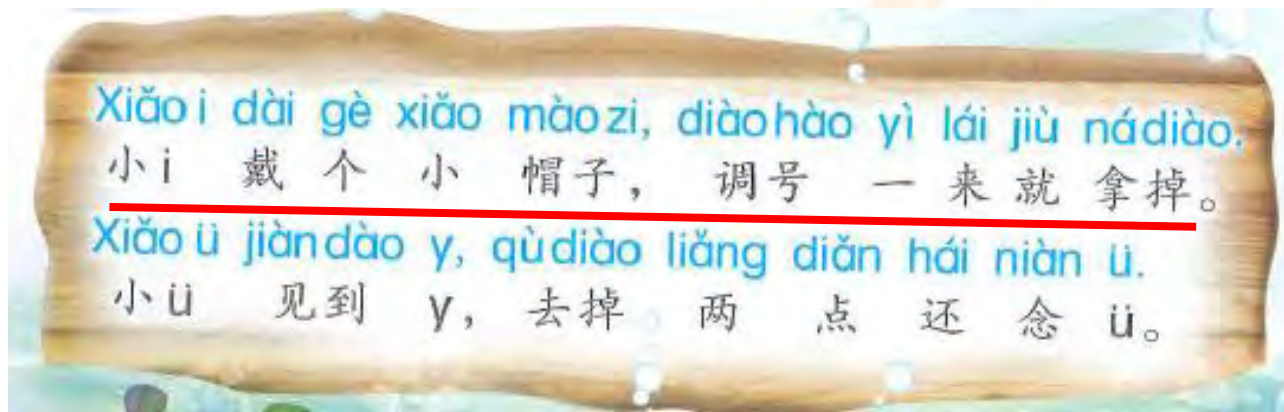 Xiǎo i dài gè xiǎo màozi, diàohào yì lái jiù nádiào.
小 i 戴 个 小 帽子，调号 一 来 就 拿掉。
Xiǎo ü jiàndào y, qùdiào liǎng diǎn hái niàn ü.
小 ü 见到 y，去掉 两 点 还 念 ü。